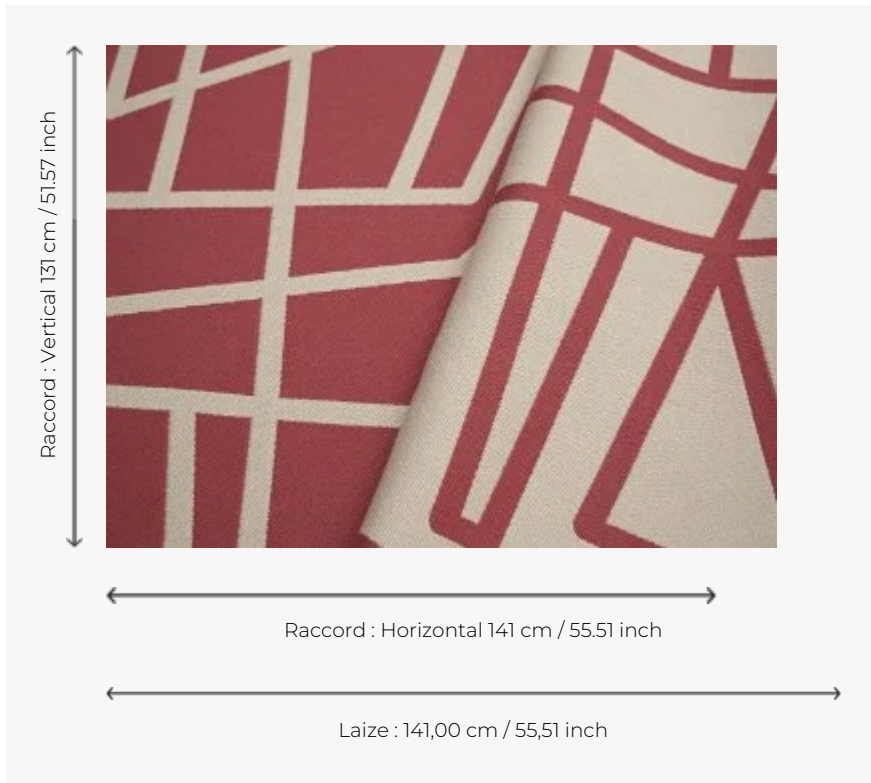 Raccord : Vertical 131 cm / 51.57 inch
Raccord : Horizontal 141 cm / 55.51 inch
Laize : 141,00 cm / 55,51 inch